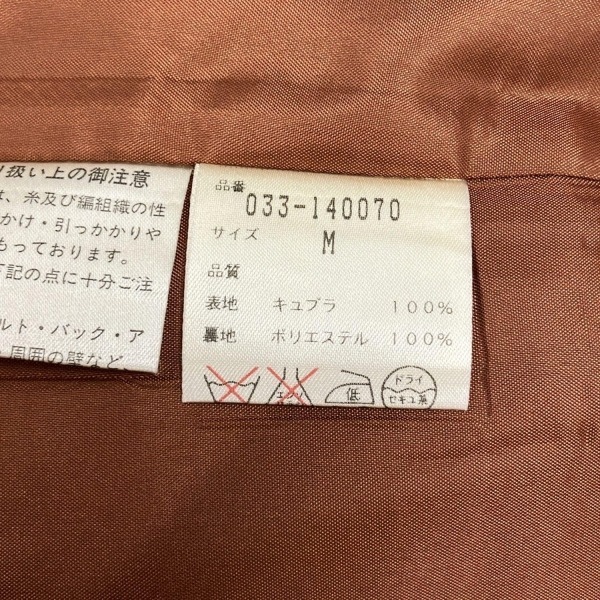 り扱い上の御注意
は、糸及び編組織の性
かけ・引っかかりや
もっております。
下記の点に十分ご注
ルト・バック・ア
周囲の壁など、
品番
033-140070
サイズ M
品質
表地 キュプラ 100%
裏地 ポリエステル 100%
低
ドライ
セキユ系